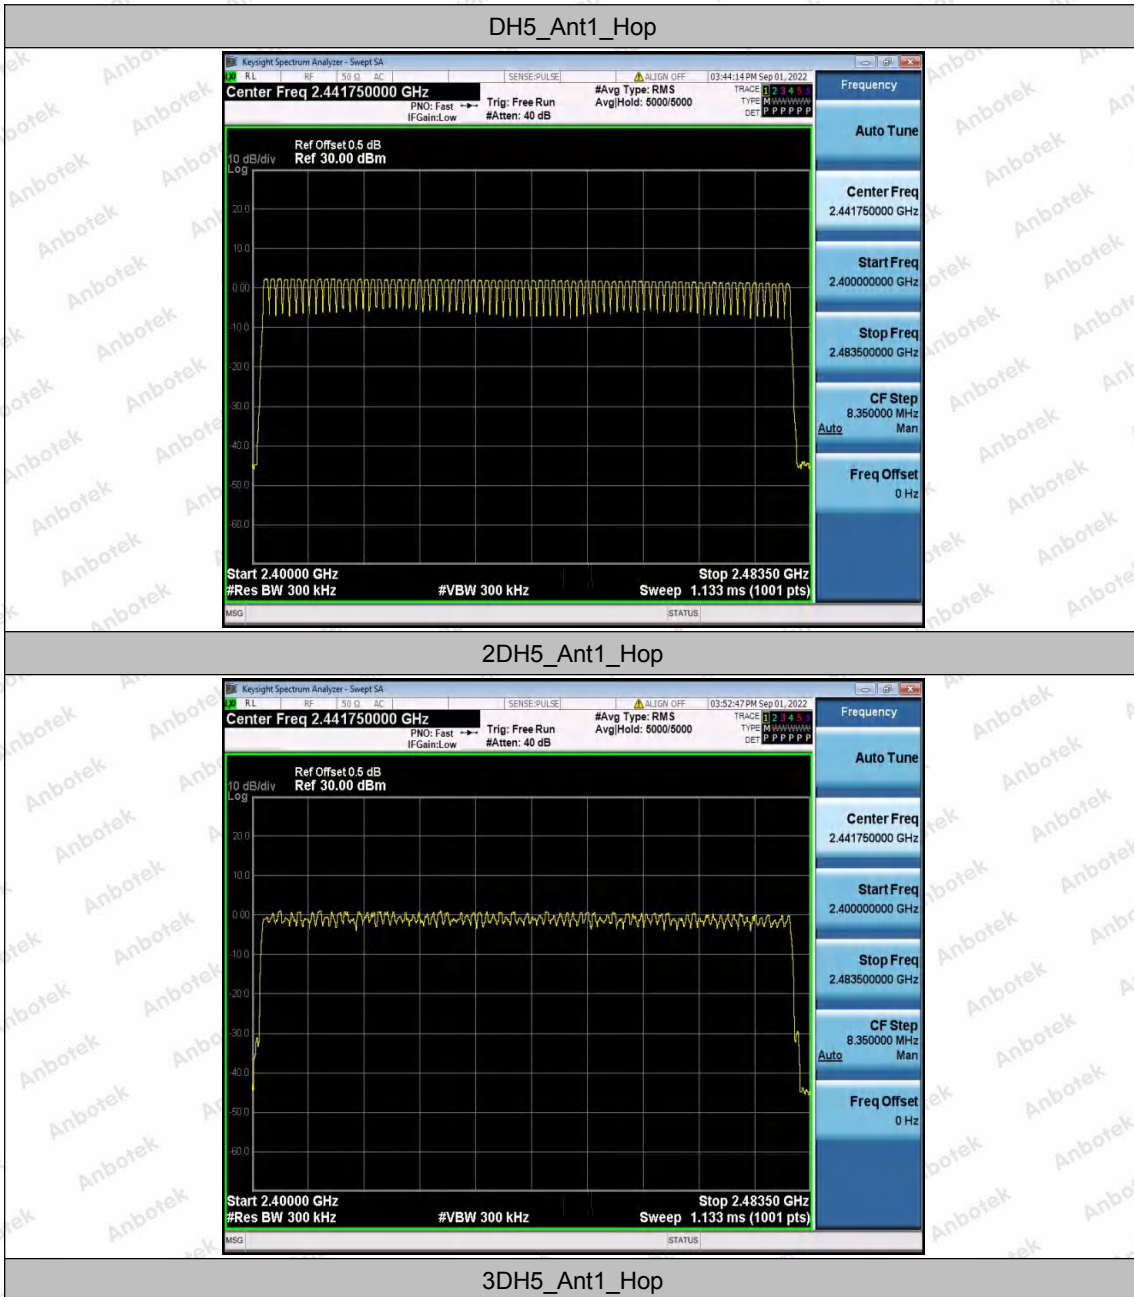 DH5_Ant1_Hop
Keysight Spectrum Analyzer - Swept SA
RL RF 50 Ω AC SENSE:PULSE ALIGN OFF 03:44:14 PM Sep 01, 2022
Center Freq 2.441750000 GHz
PNO: Fast
IFGain:Low
Trig: Free Run
#Atten: 40 dB
#Avg Type: RMS
Avg|Hold: 5000/5000
TRACE 1 2 3 4 5 6
TYPE M WWWWW
DET P P P P P P
Ref Offset 0.5 dB
10 dB/div Ref 30.00 dBm
Log
20.0
10.0
0.00
-10.0
-20.0
-30.0
-40.0
-50.0
-60.0
Start 2.40000 GHz Stop 2.48350 GHz
#Res BW 300 kHz #VBW 300 kHz Sweep 1.133 ms (1001 pts)
MSG STATUS
Frequency
Auto Tune
Center Freq
2.441750000 GHz
Start Freq
2.400000000 GHz
Stop Freq
2.483500000 GHz
CF Step
8.350000 MHz
Auto Man
Freq Offset
0 Hz
2DH5_Ant1_Hop
Keysight Spectrum Analyzer - Swept SA
RL RF 50 Ω AC SENSE:PULSE ALIGN OFF 03:52:47 PM Sep 01, 2022
Center Freq 2.441750000 GHz
PNO: Fast
IFGain:Low
Trig: Free Run
#Atten: 40 dB
#Avg Type: RMS
Avg|Hold: 5000/5000
TRACE 1 2 3 4 5 6
TYPE M WWWWW
DET P P P P P P
Ref Offset 0.5 dB
10 dB/div Ref 30.00 dBm
Log
20.0
10.0
0.00
-10.0
-20.0
-30.0
-40.0
-50.0
-60.0
Start 2.40000 GHz Stop 2.48350 GHz
#Res BW 300 kHz #VBW 300 kHz Sweep 1.133 ms (1001 pts)
MSG STATUS
Frequency
Auto Tune
Center Freq
2.441750000 GHz
Start Freq
2.400000000 GHz
Stop Freq
2.483500000 GHz
CF Step
8.350000 MHz
Auto Man
Freq Offset
0 Hz
3DH5_Ant1_Hop
Anbotek